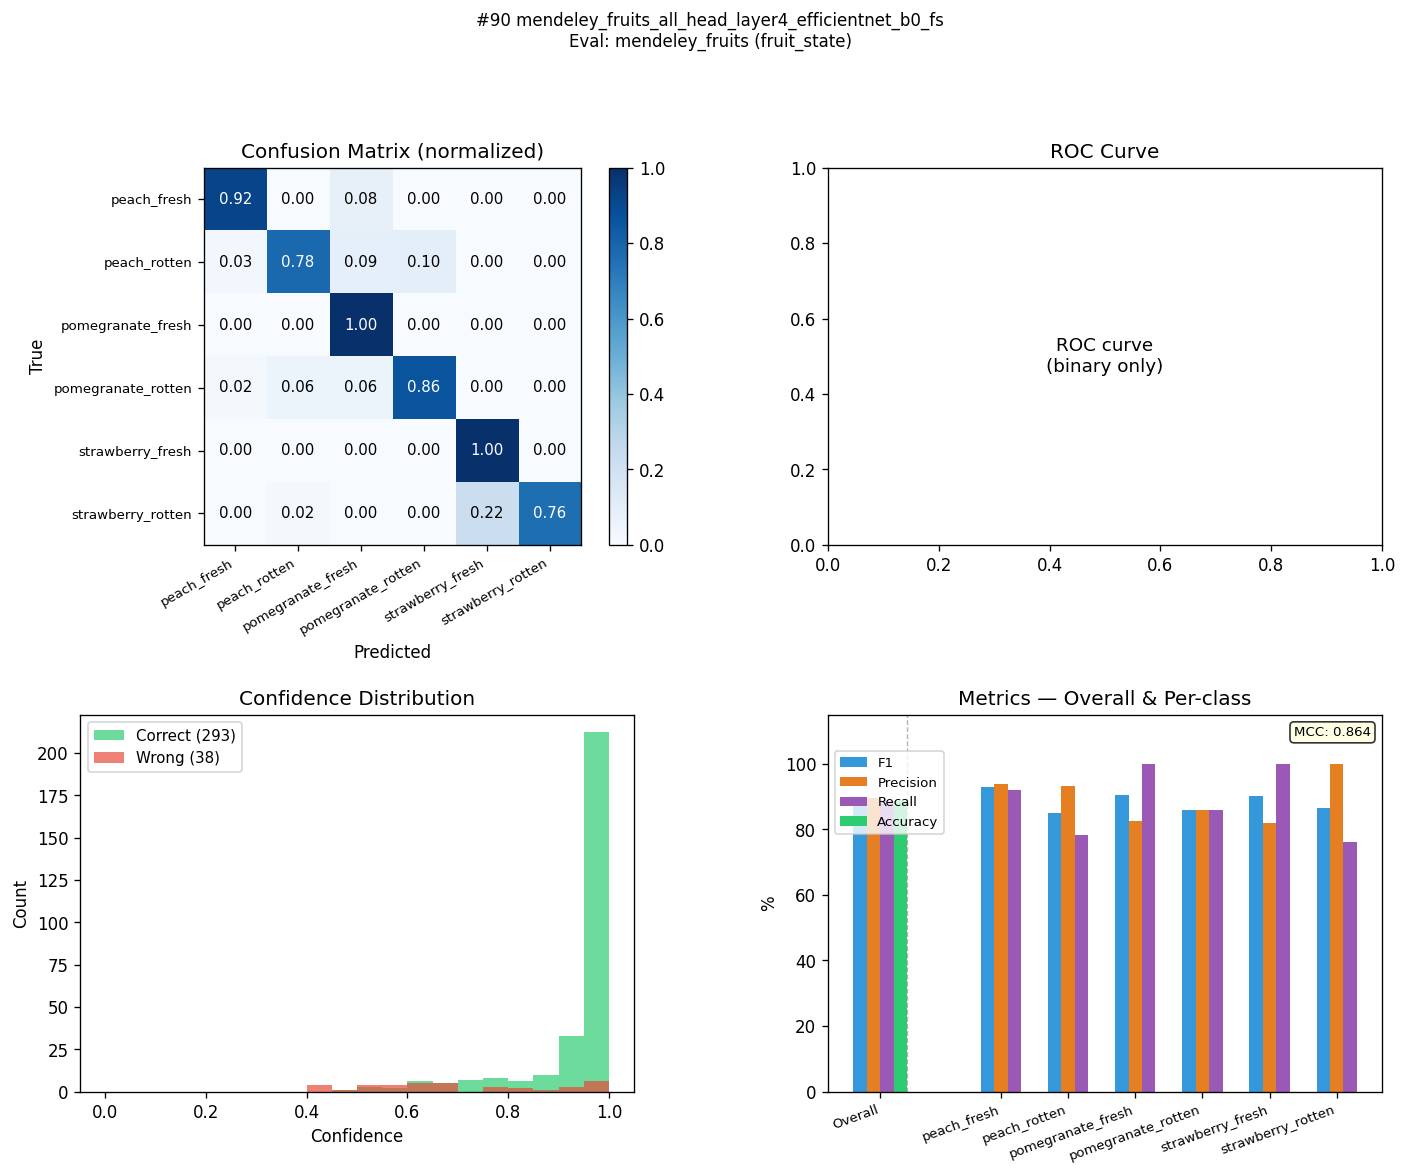 #90 mendeley_fruits_all_head_layer4_efficientnet_b0_fs
Eval: mendeley_fruits (fruit_state)
Confusion Matrix (normalized)
True
peach_fresh 0.92 0.00 0.08 0.00 0.00 0.00
peach_rotten 0.03 0.78 0.09 0.10 0.00 0.00
pomegranate_fresh 0.00 0.00 1.00 0.00 0.00 0.00
pomegranate_rotten 0.02 0.06 0.06 0.86 0.00 0.00
strawberry_fresh 0.00 0.00 0.00 0.00 1.00 0.00
strawberry_rotten 0.00 0.02 0.00 0.00 0.22 0.76
peach_fresh peach_rotten pomegranate_fresh pomegranate_rotten strawberry_fresh strawberry_rotten
Predicted
1.0
0.8
0.6
0.4
0.2
0.0
ROC Curve
1.0
0.8
0.6
0.4
0.2
0.0
ROC curve
(binary only)
0.0 0.2 0.4 0.6 0.8 1.0
Confidence Distribution
Correct (293)
Wrong (38)
Count
200
175
150
125
100
75
50
25
0
0.0 0.2 0.4 0.6 0.8 1.0
Confidence
Metrics — Overall & Per-class
MCC: 0.864
F1
Precision
Recall
Accuracy
%
100
80
60
40
20
0
Overall peach_fresh peach_rotten pomegranate_fresh pomegranate_rotten strawberry_fresh strawberry_rotten